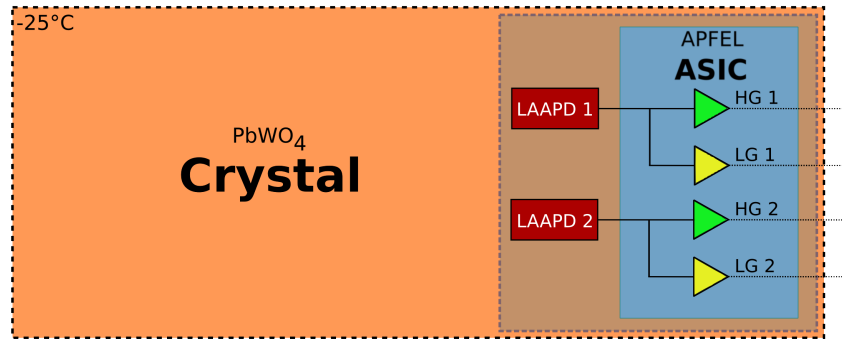 -25°C
PbWO4
Crystal
APFEL
ASIC
LAAPD 1
HG 1
LG 1
LAAPD 2
HG 2
LG 2